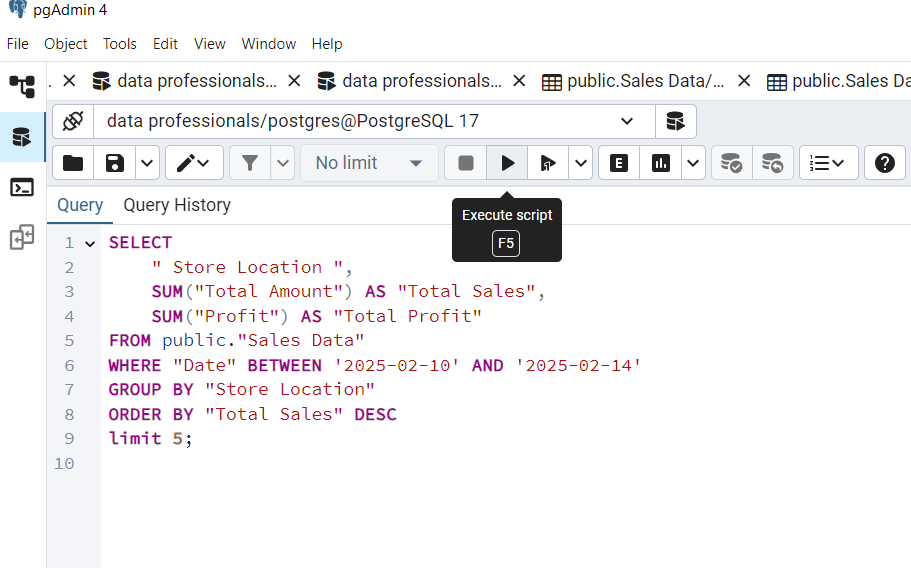 pgAdmin 4
File Object Tools Edit View Window Help
. data professionals... data professionals... public.Sales Data/... public.Sales Da
data professionals/postgres@PostgreSQL 17
No limit E
Query Query History
Execute script
F5
1 SELECT
2 " Store Location ",
3 SUM("Total Amount") AS "Total Sales",
4 SUM("Profit") AS "Total Profit"
5 FROM public."Sales Data"
6 WHERE "Date" BETWEEN '2025-02-10' AND '2025-02-14'
7 GROUP BY "Store Location"
8 ORDER BY "Total Sales" DESC
9 limit 5;
10